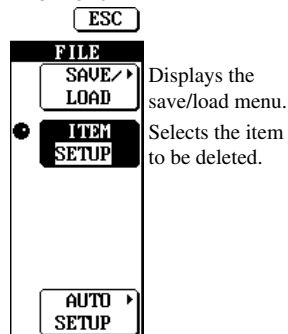 ESC
FILE
SAVE/
LOAD
Displays the
save/load menu.
ITEM
SETUP
Selects the item
to be deleted.
AUTO
SETUP